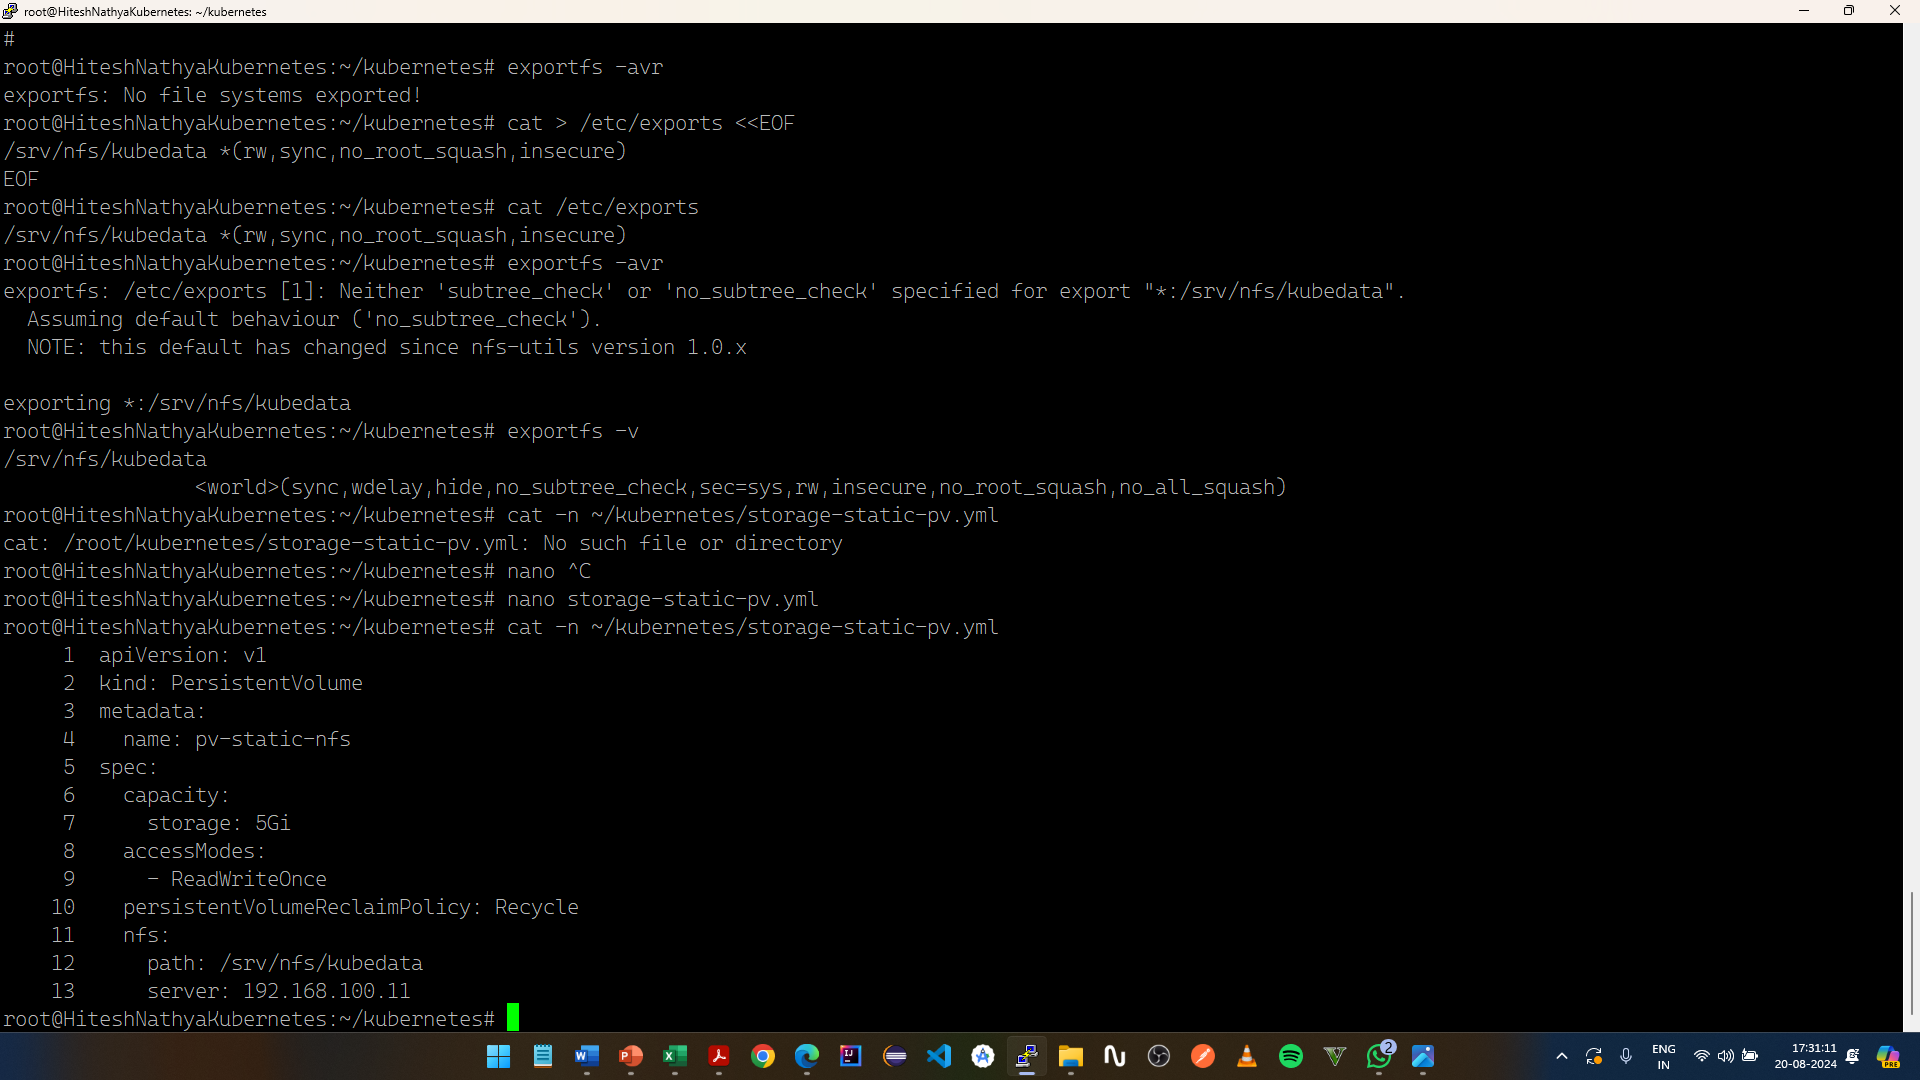 root@HiteshNathyaKubernetes: ~/kubernetes
#
root@HiteshNathyaKubernetes:~/kubernetes# exportfs -avr
exportfs: No file systems exported!
root@HiteshNathyaKubernetes:~/kubernetes# cat > /etc/exports <<EOF
/srv/nfs/kubedata *(rw,sync,no_root_squash,insecure)
EOF
root@HiteshNathyaKubernetes:~/kubernetes# cat /etc/exports
/srv/nfs/kubedata *(rw,sync,no_root_squash,insecure)
root@HiteshNathyaKubernetes:~/kubernetes# exportfs -avr
exportfs: /etc/exports [1]: Neither 'subtree_check' or 'no_subtree_check' specified for export "*:/srv/nfs/kubedata".
  Assuming default behaviour ('no_subtree_check').
  NOTE: this default has changed since nfs-utils version 1.0.x

exporting *:/srv/nfs/kubedata
root@HiteshNathyaKubernetes:~/kubernetes# exportfs -v
/srv/nfs/kubedata
                <world>(sync,wdelay,hide,no_subtree_check,sec=sys,rw,insecure,no_root_squash,no_all_squash)
root@HiteshNathyaKubernetes:~/kubernetes# cat -n ~/kubernetes/storage-static-pv.yml
cat: /root/kubernetes/storage-static-pv.yml: No such file or directory
root@HiteshNathyaKubernetes:~/kubernetes# nano ^C
root@HiteshNathyaKubernetes:~/kubernetes# nano storage-static-pv.yml
root@HiteshNathyaKubernetes:~/kubernetes# cat -n ~/kubernetes/storage-static-pv.yml
     1  apiVersion: v1
     2  kind: PersistentVolume
     3  metadata:
     4    name: pv-static-nfs
     5  spec:
     6    capacity:
     7      storage: 5Gi
     8    accessModes:
     9      - ReadWriteOnce
    10    persistentVolumeReclaimPolicy: Recycle
    11    nfs:
    12      path: /srv/nfs/kubedata
    13      server: 192.168.100.11
root@HiteshNathyaKubernetes:~/kubernetes#
2
ENG
IN
17:31:11
20-08-2024
PRE